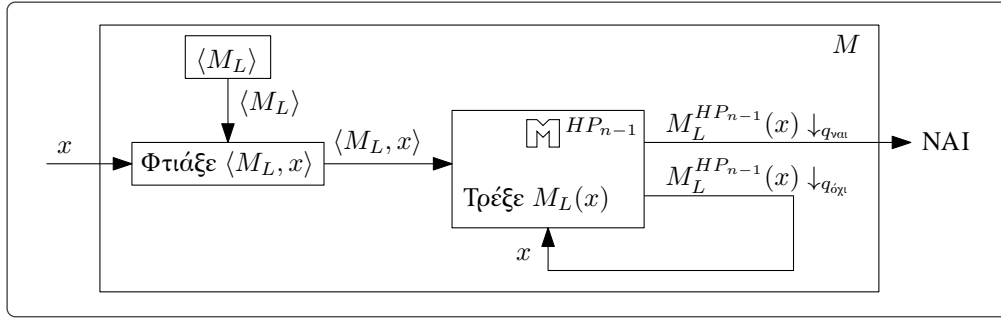 M
⟨M_L⟩
⟨M_L⟩
x
Φτιάξε ⟨M_L, x⟩
⟨M_L, x⟩
M^{HP_{n−1}}
Τρέξε M_L(x)
x
M_L^{HP_{n−1}}(x) ↓_{q_{ναι}}
ΝΑΙ
M_L^{HP_{n−1}}(x) ↓_{q_{όχι}}